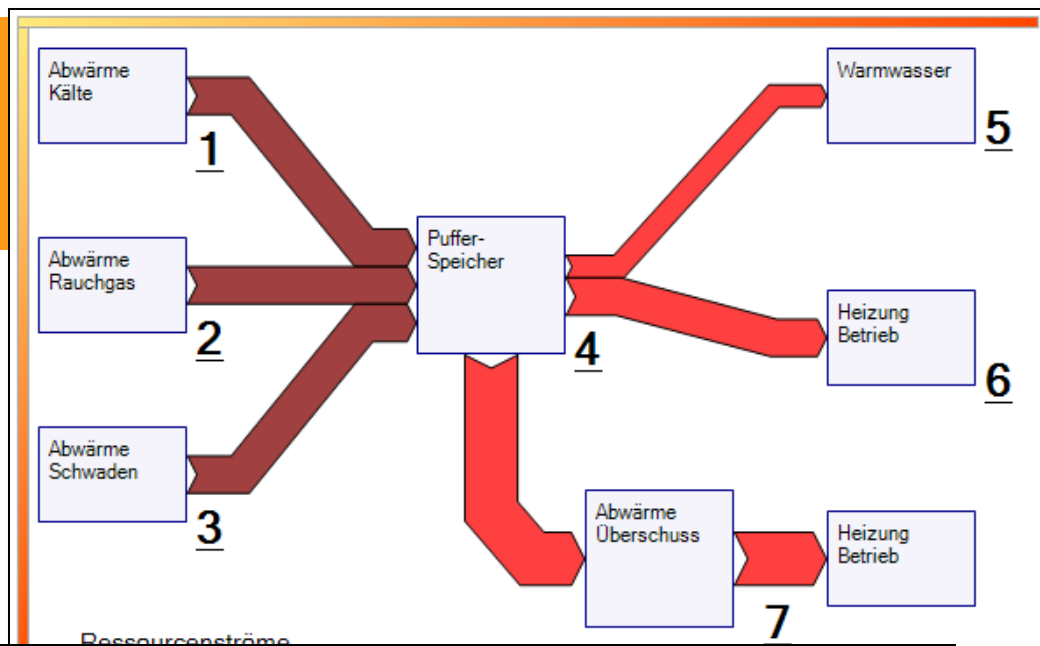 Abwärme
Kälte
1
Abwärme
Rauchgas
2
Abwärme
Schwaden
3
Puffer-
Speicher
4
Warmwasser
5
Heizung
Betrieb
6
Abwärme
Überschuss
7
Heizung
Betrieb
Ressourcenströme